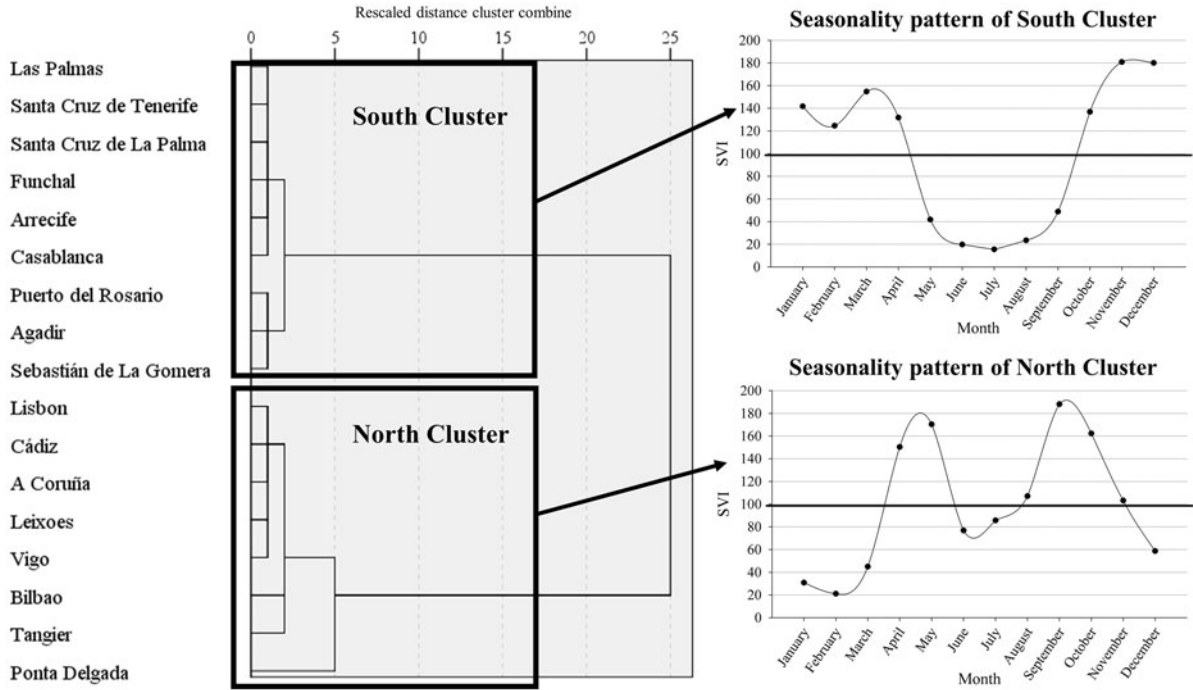 Rescaled distance cluster combine
0 5 10 15 20 25
Las Palmas
Santa Cruz de Tenerife
Santa Cruz de La Palma
Funchal
Arrecife
Casablanca
Puerto del Rosario
Agadir
Sebastián de La Gomera
Lisbon
Cádiz
A Coruña
Leixoes
Vigo
Bilbao
Tangier
Ponta Delgada
South Cluster
North Cluster
Seasonality pattern of South Cluster
200
180
160
140
120
100
80
60
40
20
0
SVI
January
February
March
April
May
June
July
August
September
October
November
December
Month
Seasonality pattern of North Cluster
200
180
160
140
120
100
80
60
40
20
0
SVI
January
February
March
April
May
June
July
August
September
October
November
December
Month